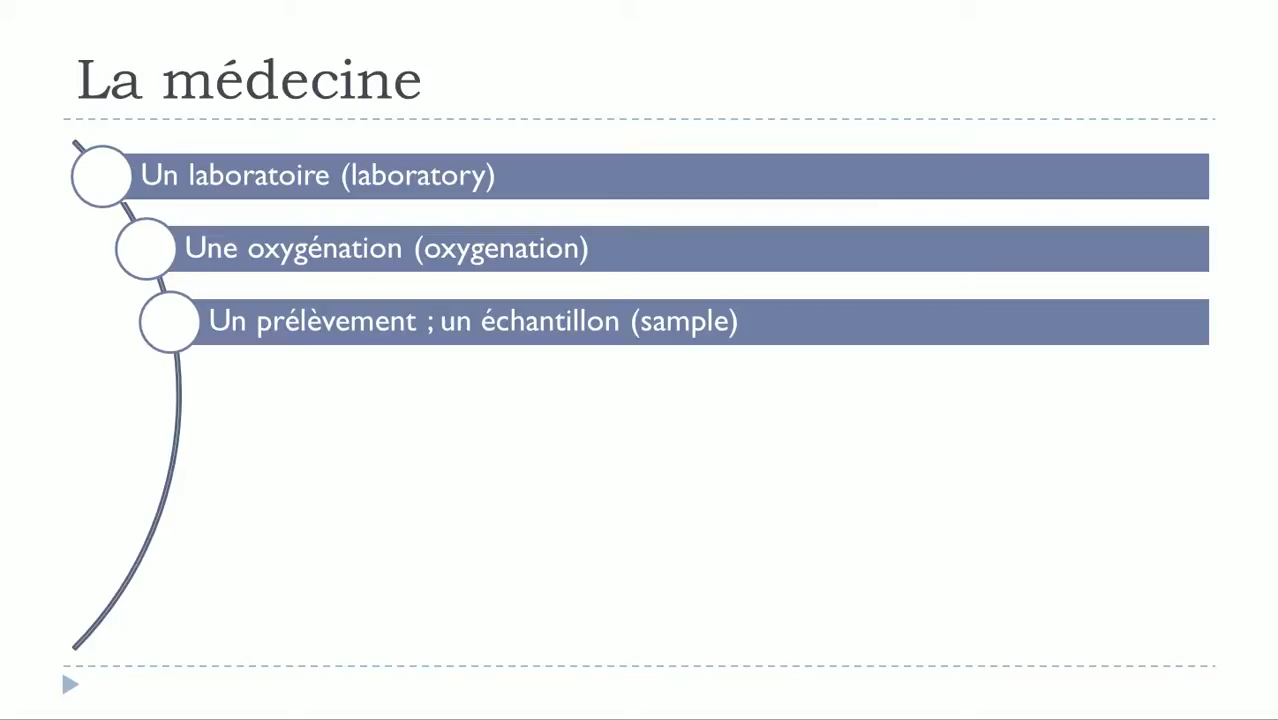 La médecine
Un laboratoire (laboratory)
Une oxygénation (oxygenation)
Un prélèvement ; un échantillon (sample)